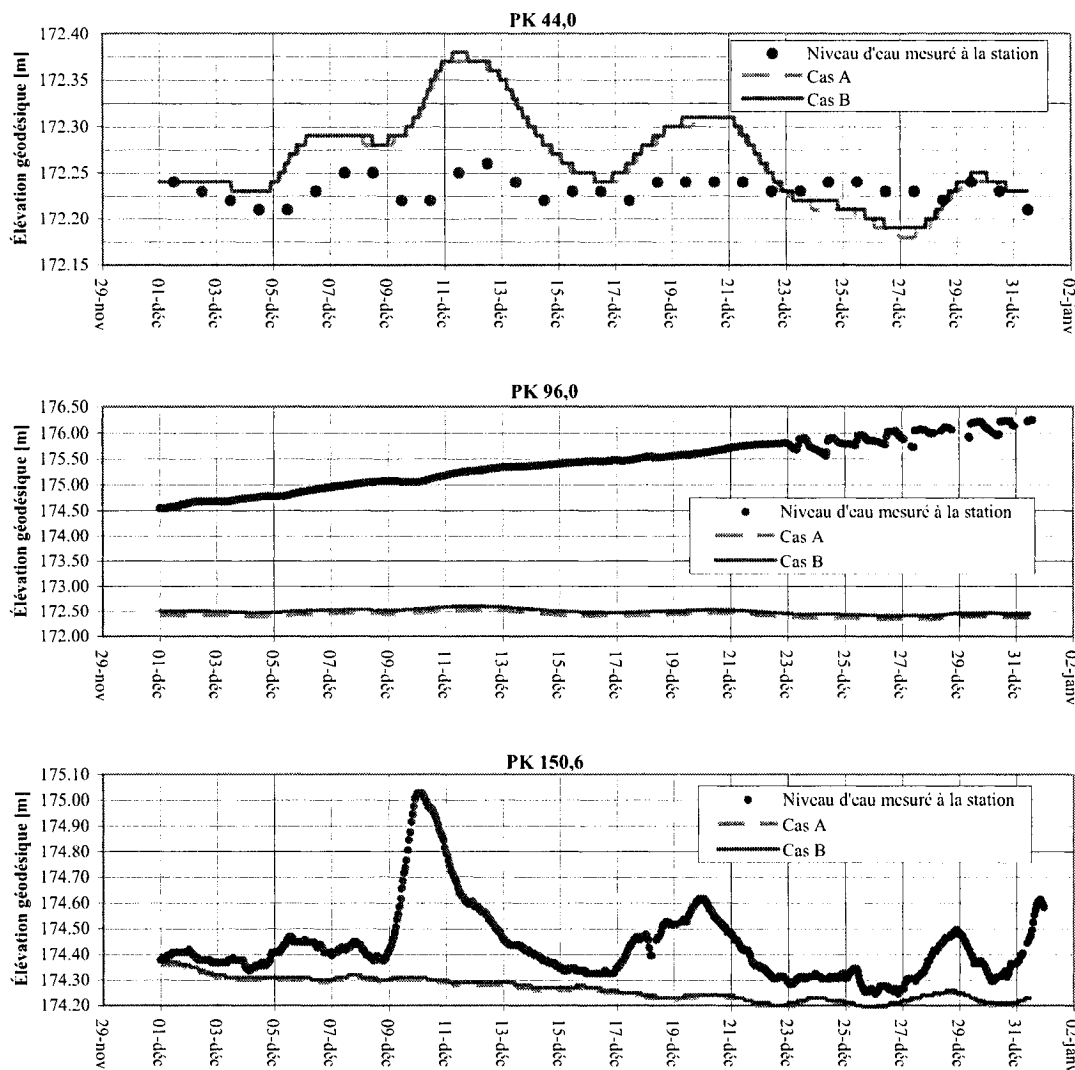 PK 44,0
Élévation géodésique [m]
172.40
172.35
172.30
172.25
172.20
172.15
Niveau d'eau mesuré à la station
Cas A
Cas B
29-nov
01-déc
03-déc
05-déc
07-déc
09-déc
11-déc
13-déc
15-déc
17-déc
19-déc
21-déc
23-déc
25-déc
27-déc
29-déc
31-déc
02-janv
PK 96,0
Élévation géodésique [m]
176.50
176.00
175.50
175.00
174.50
174.00
173.50
173.00
172.50
172.00
Niveau d'eau mesuré à la station
Cas A
Cas B
29-nov
01-déc
03-déc
05-déc
07-déc
09-déc
11-déc
13-déc
15-déc
17-déc
19-déc
21-déc
23-déc
25-déc
27-déc
29-déc
31-déc
02-janv
PK 150,6
Élévation géodésique [m]
175.10
175.00
174.90
174.80
174.70
174.60
174.50
174.40
174.30
174.20
Niveau d'eau mesuré à la station
Cas A
Cas B
29-nov
01-déc
03-déc
05-déc
07-déc
09-déc
11-déc
13-déc
15-déc
17-déc
19-déc
21-déc
23-déc
25-déc
27-déc
29-déc
31-déc
02-janv